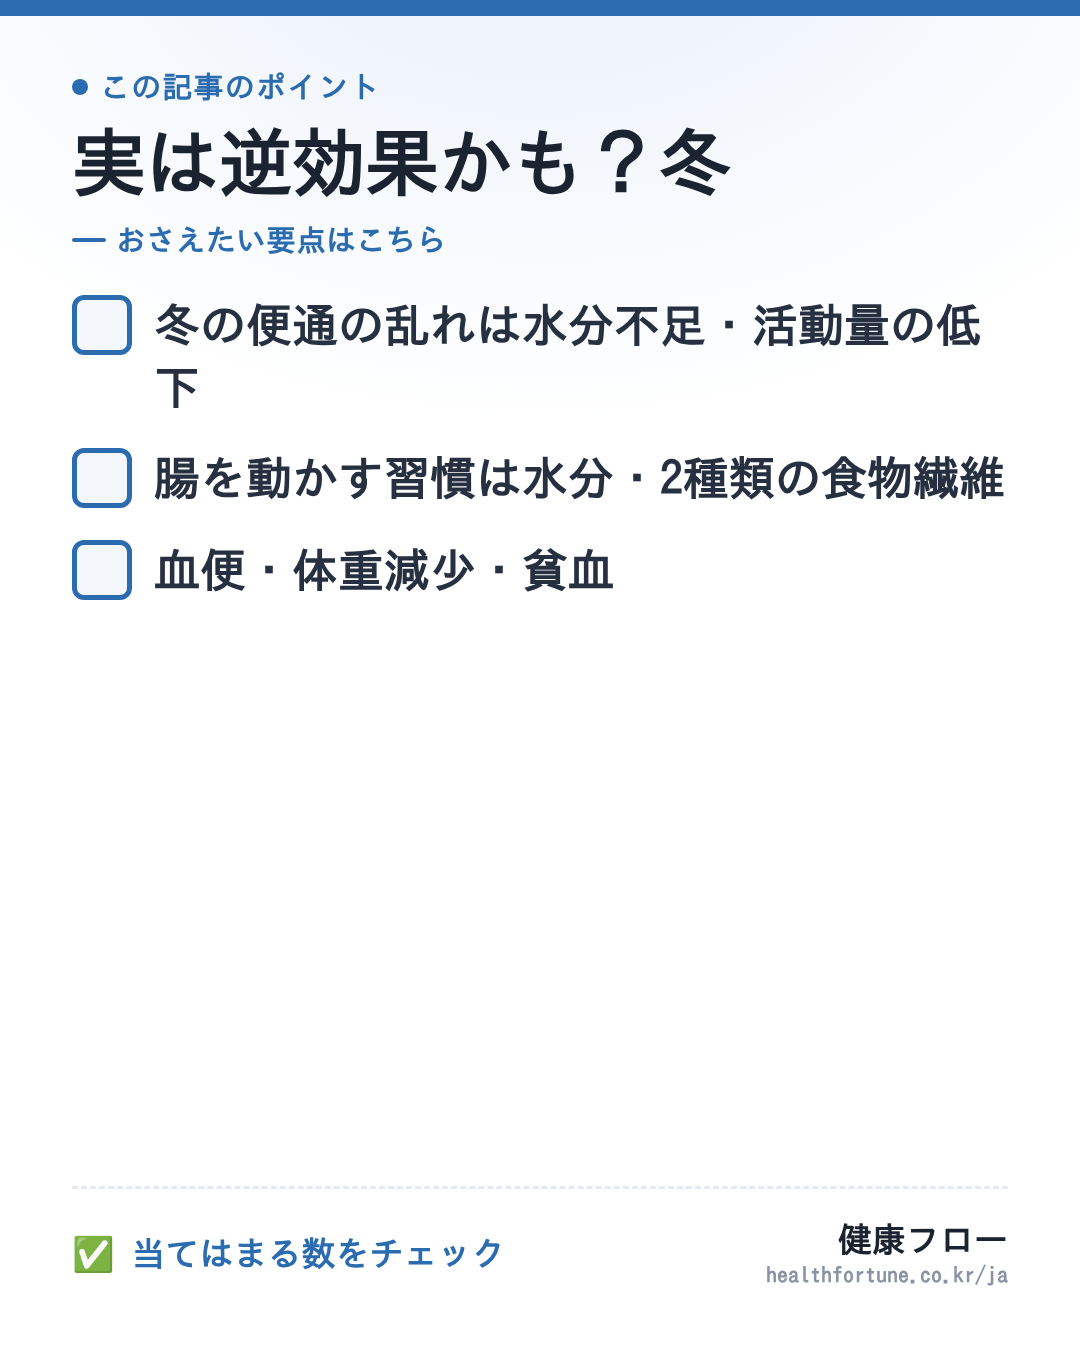 この記事のポイント
実は逆効果かも？冬
おさえたい要点はこちら
冬の便通の乱れは水分不足・活動量の低
下
腸を動かす習慣は水分・2種類の食物繊維
血便・体重減少・貧血
✅ 当てはまる数をチェック
健康フロー
healthfortune.co.kr/ja